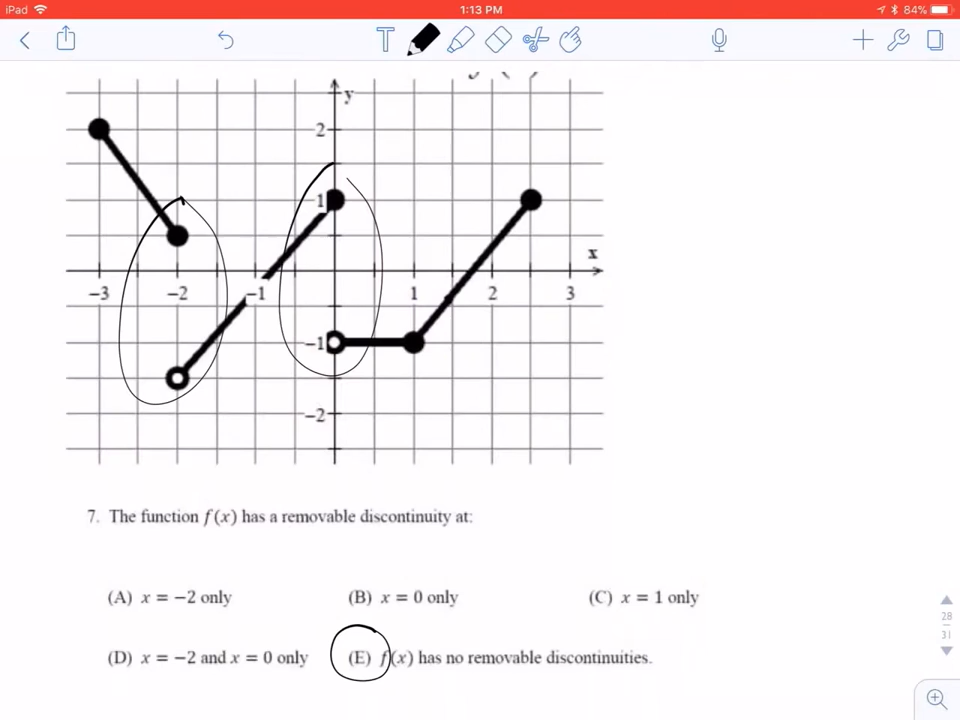 iPad 1:13 PM 84%
T
y
2
1
x
−3 −2 −1 1 2 3
−1
−2
7. The function f(x) has a removable discontinuity at:
(A) x = −2 only (B) x = 0 only (C) x = 1 only
(D) x = −2 and x = 0 only (E) f(x) has no removable discontinuities.
28
31